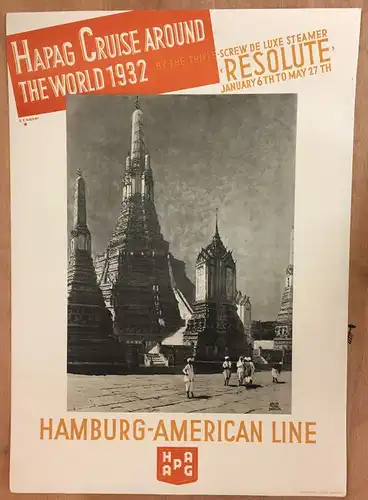 HAPAG CRUISE AROUND
THE WORLD 1932
BY THE TRIPLE-SCREW DE LUXE STEAMER
‹RESOLUTE›
JANUARY 6TH TO MAY 27TH
HAMBURG-AMERICAN LINE
HAPAG